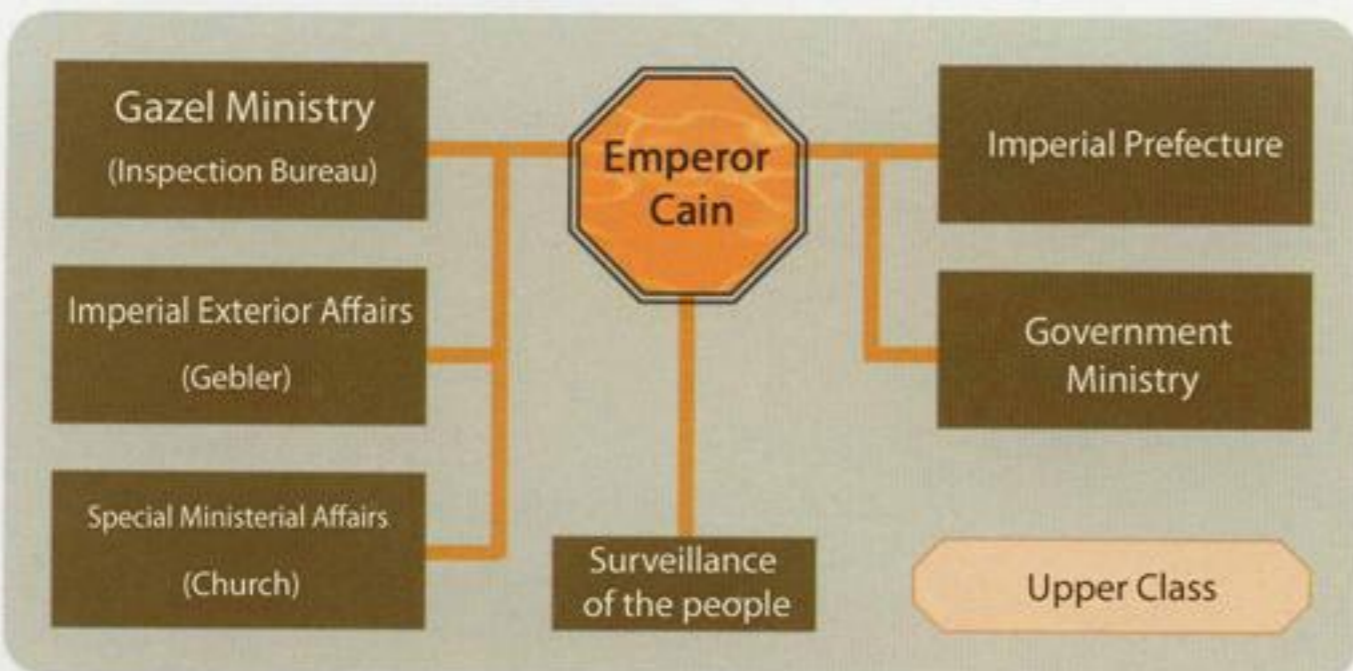 Gazel Ministry
(Inspection Bureau)
Imperial Exterior Affairs
(Gebler)
Special Ministerial Affairs
(Church)
Emperor
Cain
Surveillance
of the people
Imperial Prefecture
Government
Ministry
Upper Class